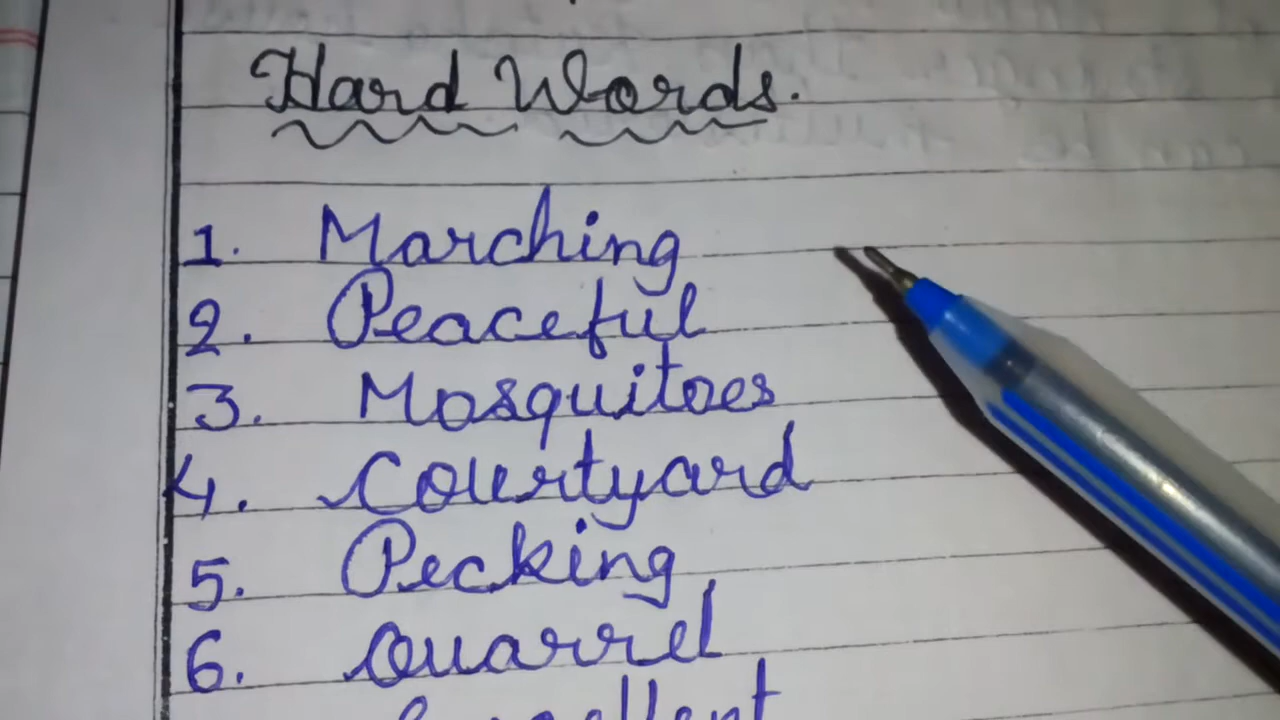 Hard Words.
1. Marching
2. Peaceful
3. Mosquitoes
4. Courtyard
5. Pecking
6. Quarrel